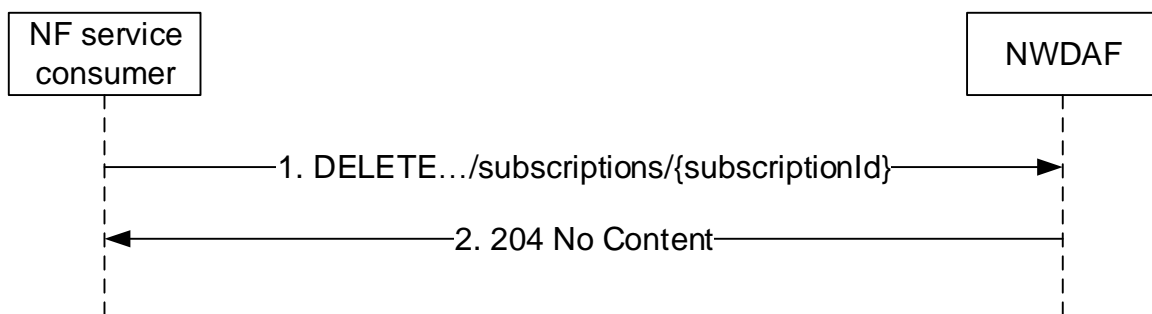 NF service
consumer
NWDAF
1. DELETE…/subscriptions/{subscriptionId}
2. 204 No Content